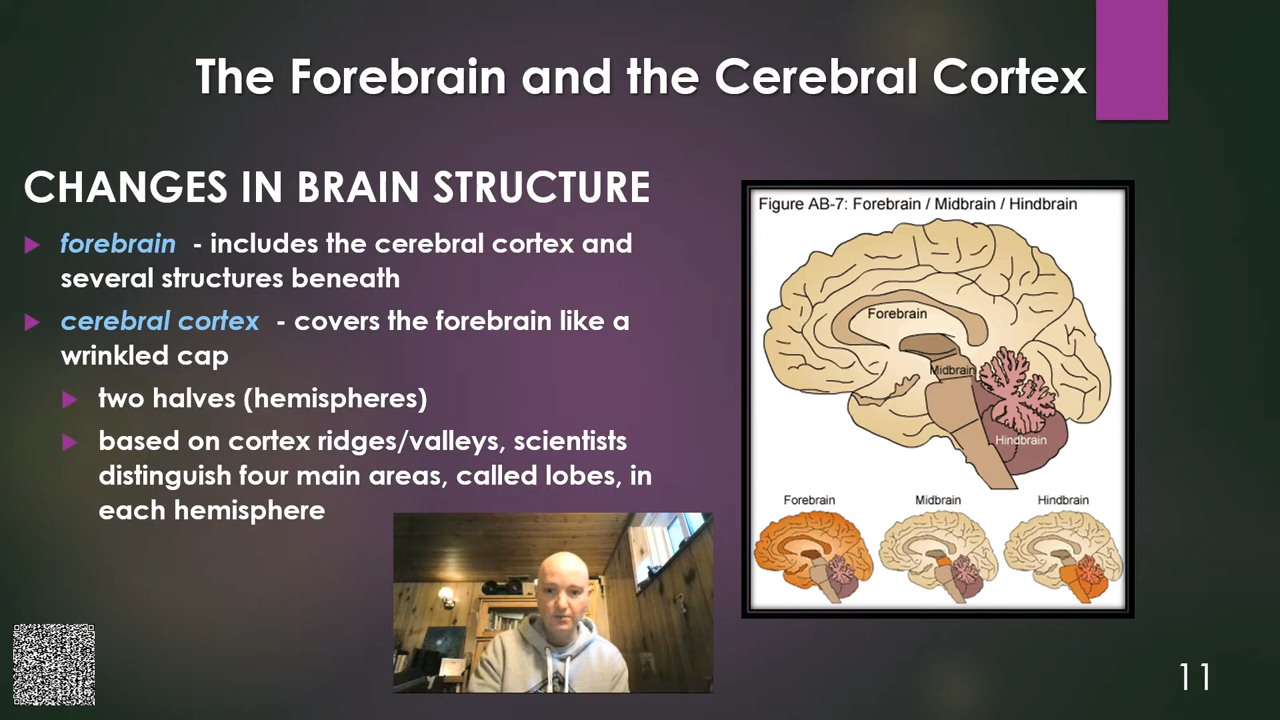 The Forebrain and the Cerebral Cortex
CHANGES IN BRAIN STRUCTURE
forebrain - includes the cerebral cortex and
several structures beneath
cerebral cortex - covers the forebrain like a
wrinkled cap
two halves (hemispheres)
based on cortex ridges/valleys, scientists
distinguish four main areas, called lobes, in
each hemisphere
Figure AB-7: Forebrain / Midbrain / Hindbrain
Forebrain
Midbrain
Hindbrain
Forebrain
Midbrain
Hindbrain
11